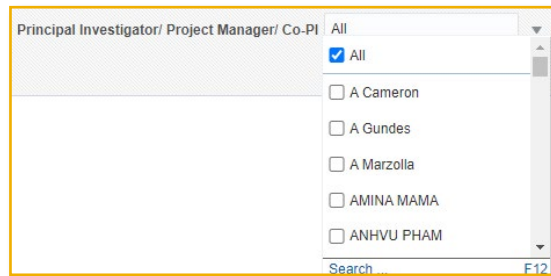 Principal Investigator/ Project Manager/ Co-PI All
All
A Cameron
A Gundes
A Marzolla
AMINA MAMA
ANHVU PHAM
Search ... F12